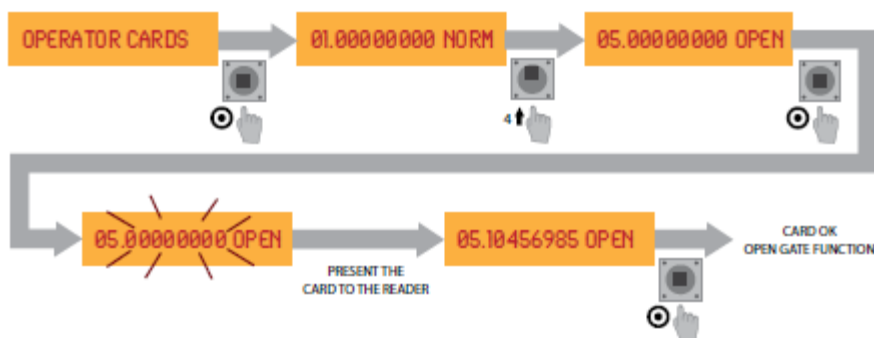 OPERATOR CARDS
01.00000000 NORM
05.00000000 OPEN
4
05.00000000 OPEN
PRESENT THE
CARD TO THE READER
05.10456985 OPEN
CARD OK
OPEN GATE FUNCTION